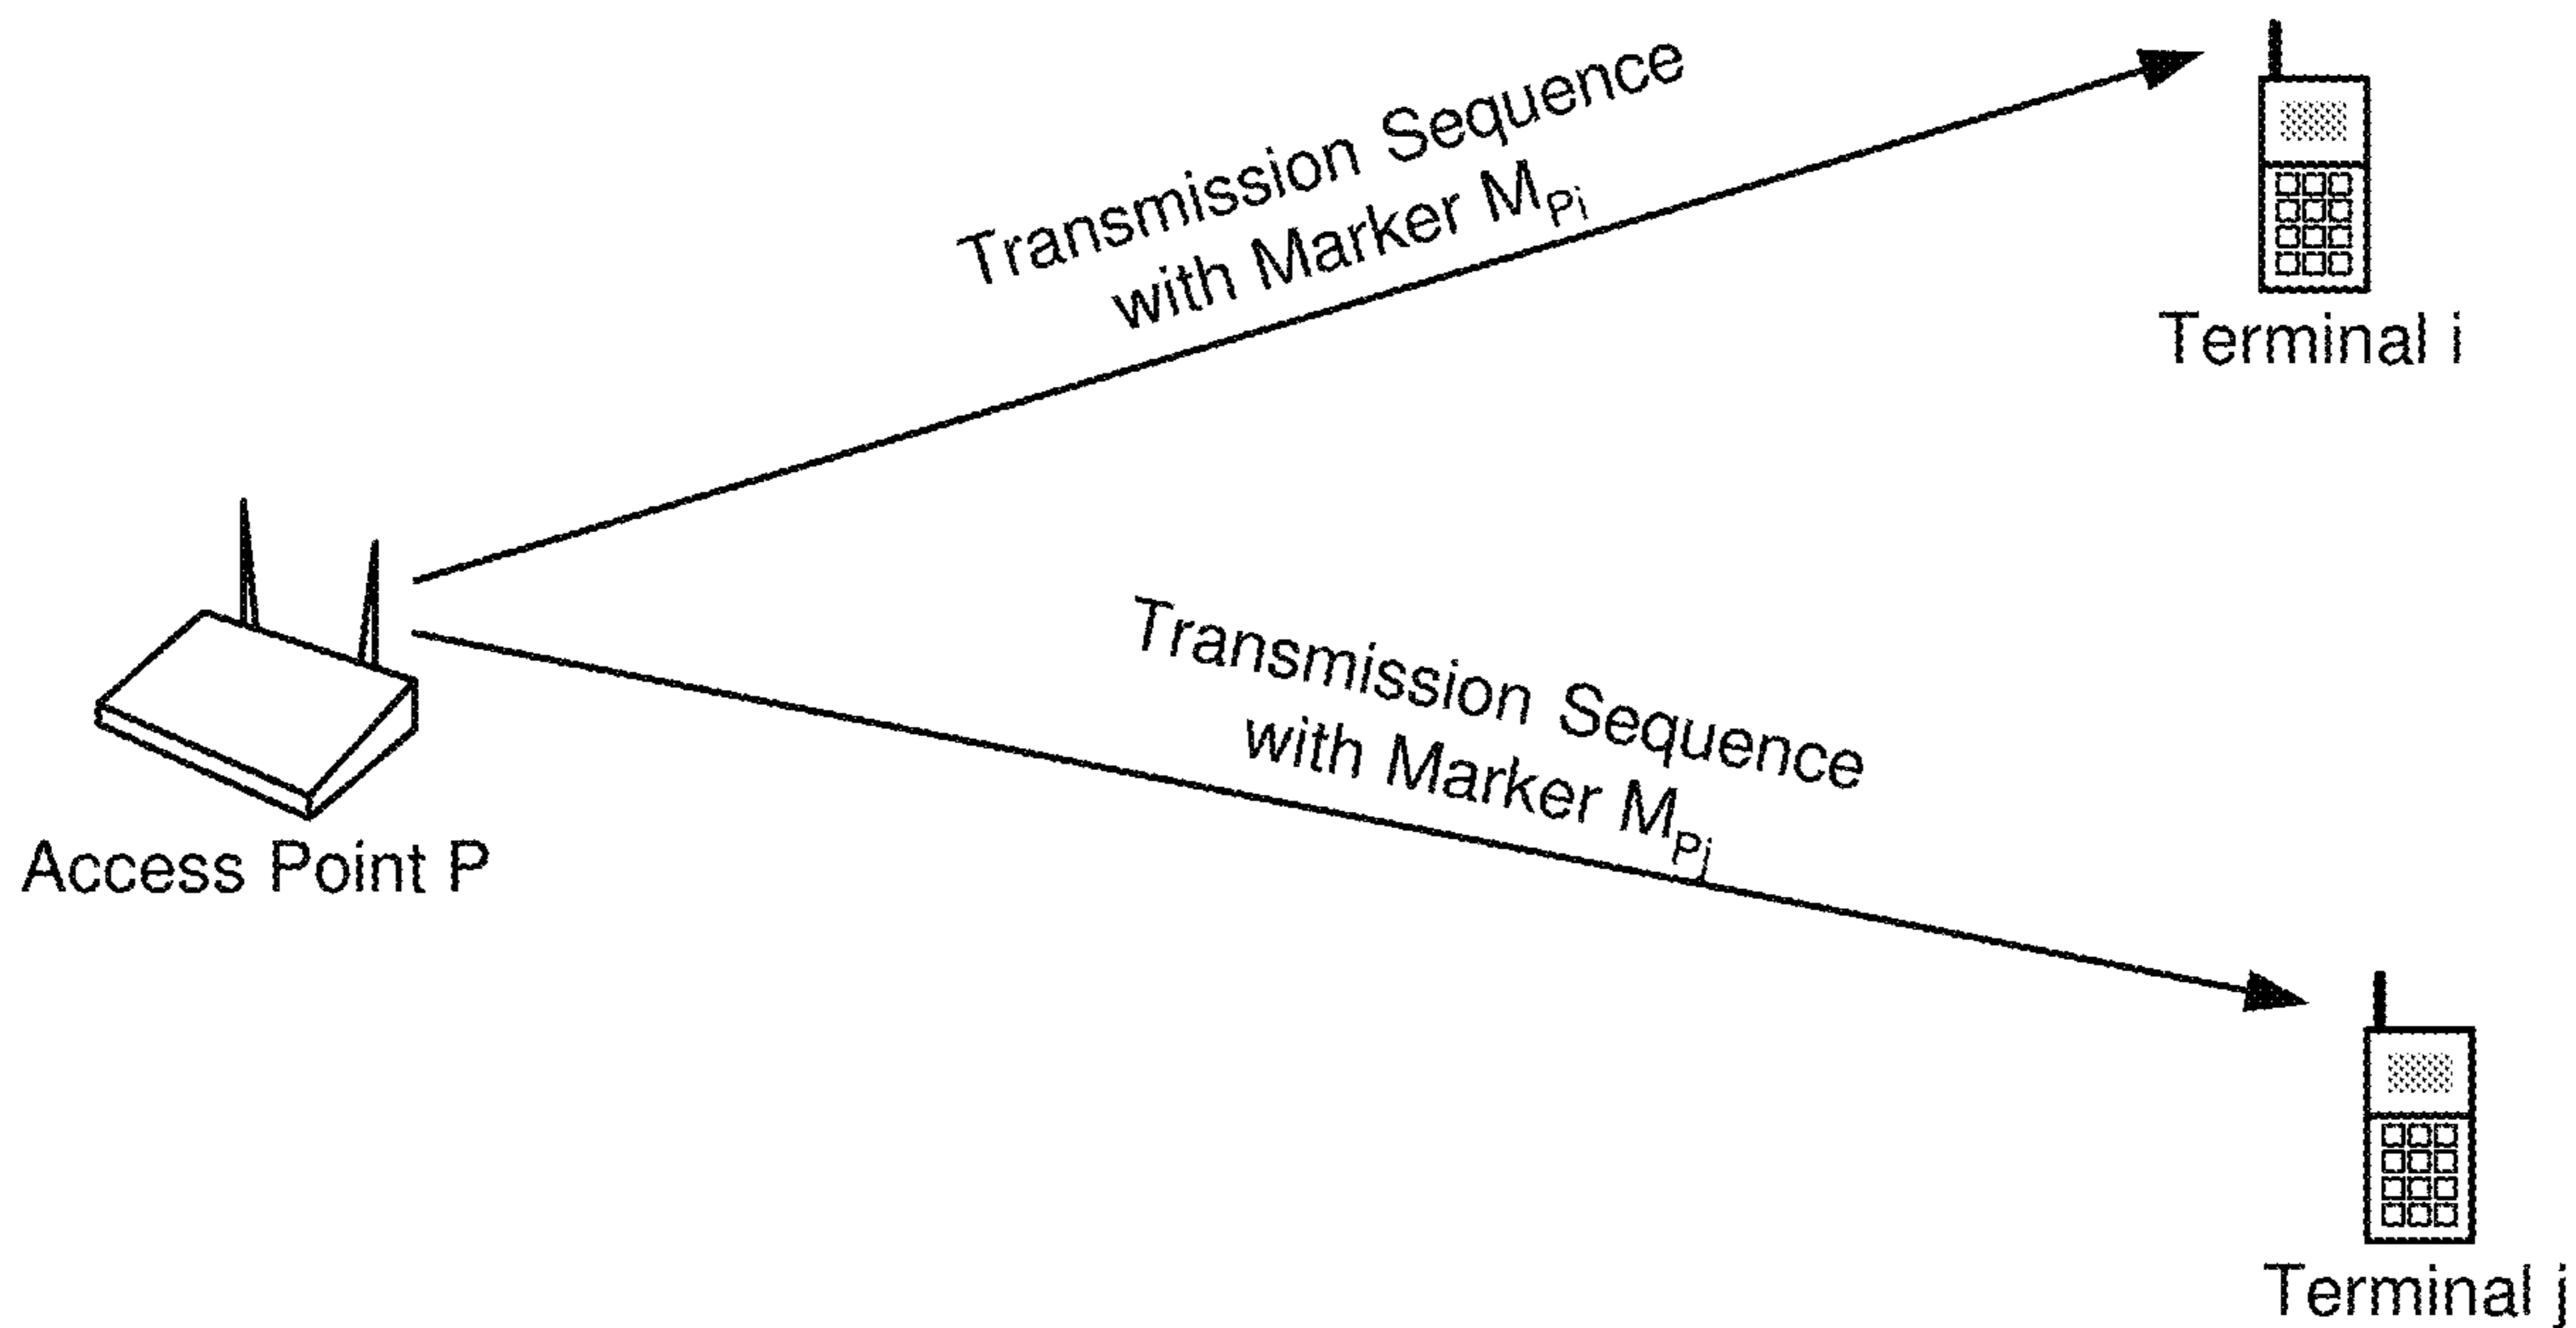 Transmission Sequence
with Marker M_Pi
Terminal i
Transmission Sequence
with Marker M_Pj
Access Point P
Terminal j